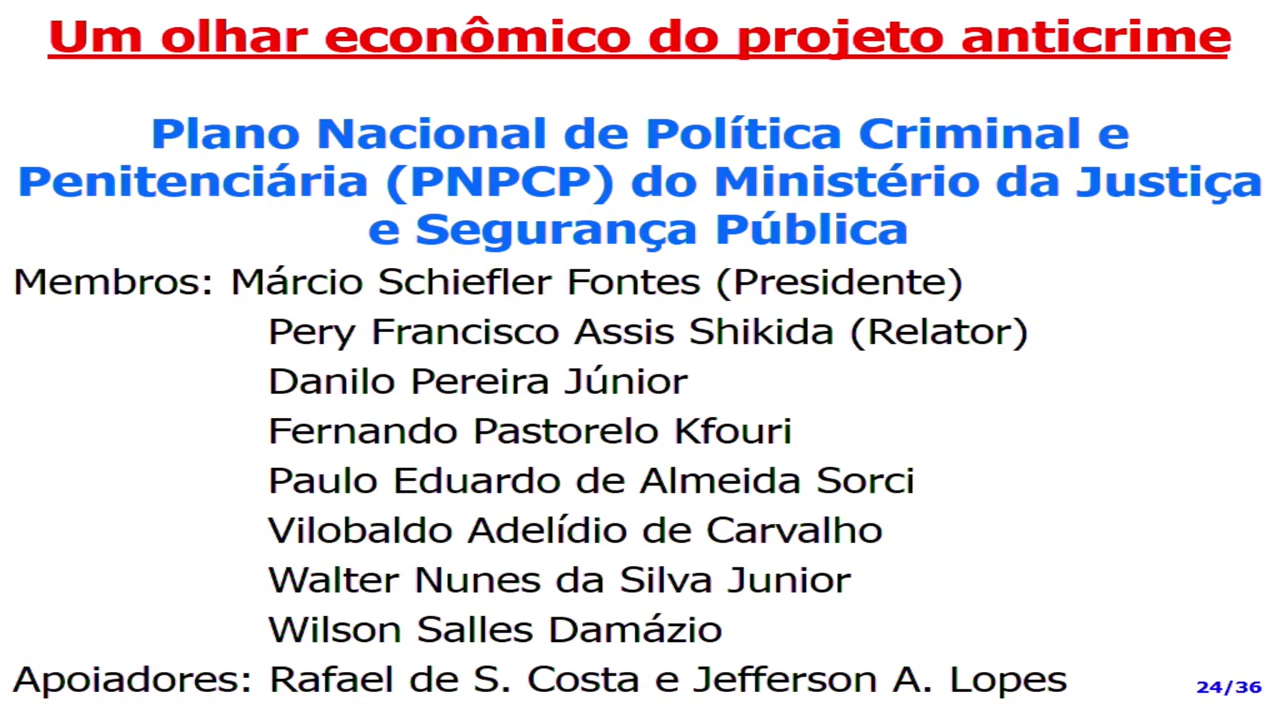 Um olhar econômico do projeto anticrime
Plano Nacional de Política Criminal e
Penitenciária (PNPCP) do Ministério da Justiça
e Segurança Pública
Membros: Márcio Schiefler Fontes (Presidente)
Pery Francisco Assis Shikida (Relator)
Danilo Pereira Júnior
Fernando Pastorelo Kfouri
Paulo Eduardo de Almeida Sorci
Vilobaldo Adelídio de Carvalho
Walter Nunes da Silva Junior
Wilson Salles Damázio
Apoiadores: Rafael de S. Costa e Jefferson A. Lopes
24/36